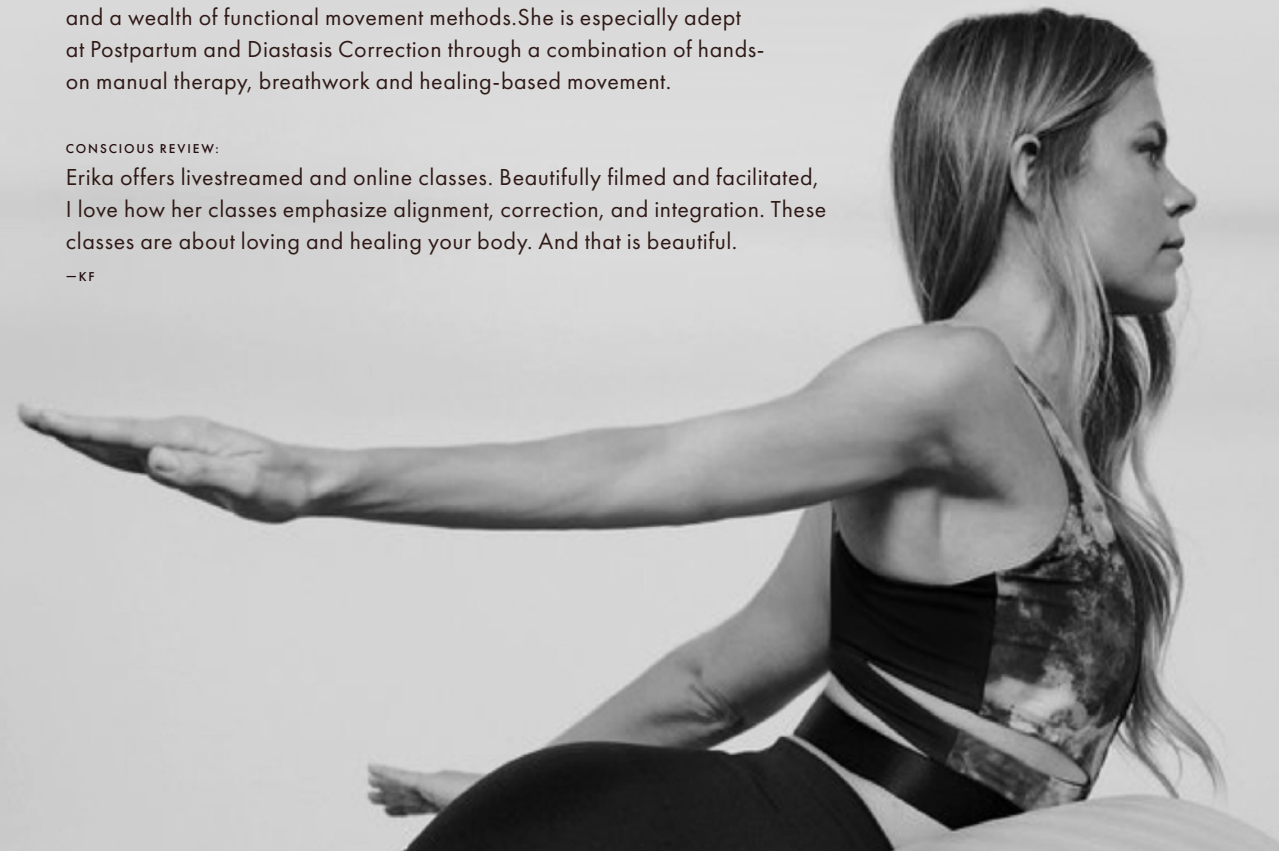 and a wealth of functional movement methods.She is especially adept
at Postpartum and Diastasis Correction through a combination of hands-
on manual therapy, breathwork and healing-based movement.
CONSCIOUS REVIEW:
Erika offers livestreamed and online classes. Beautifully filmed and facilitated,
I love how her classes emphasize alignment, correction, and integration. These
classes are about loving and healing your body. And that is beautiful.
—KF